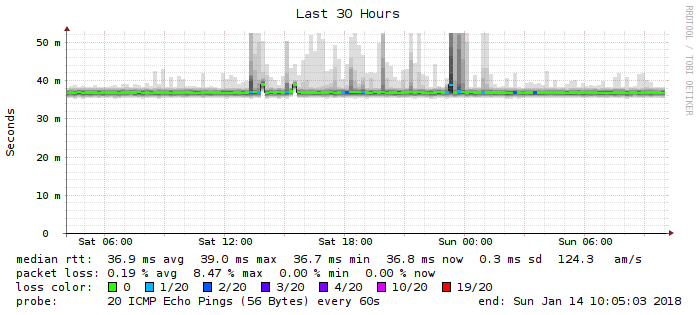 Last 30 Hours
RRDTOOL / TOBI OETIKER
Seconds
50 m
40 m
30 m
20 m
10 m
0
Sat 06:00 Sat 12:00 Sat 18:00 Sun 00:00 Sun 06:00
median rtt: 36.9 ms avg 39.0 ms max 36.7 ms min 36.8 ms now 0.3 ms sd 124.3 am/s
packet loss: 0.19 % avg 8.47 % max 0.00 % min 0.00 % now
loss color: 0 1/20 2/20 3/20 4/20 10/20 19/20
probe: 20 ICMP Echo Pings (56 Bytes) every 60s end: Sun Jan 14 10:05:03 2018